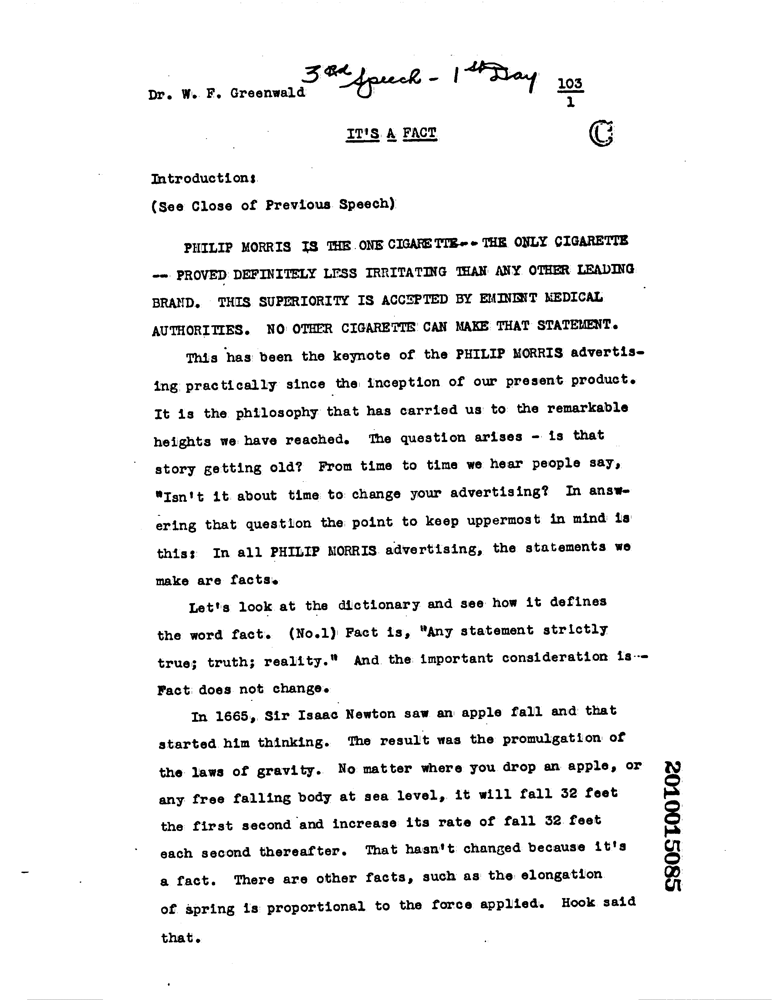 3rd Speech - 1st Day
Dr. W. F. Greenwald
103
1
IT'S A FACT
C
Introduction:
(See Close of Previous Speech)
PHILIP MORRIS IS THE ONE CIGARETTE--THE ONLY CIGARETTE
-- PROVED DEFINITELY LESS IRRITATING THAN ANY OTHER LEADING
BRAND. THIS SUPERIORITY IS ACCEPTED BY EMINENT MEDICAL
AUTHORITIES. NO OTHER CIGARETTE CAN MAKE THAT STATEMENT.
This has been the keynote of the PHILIP MORRIS advertis-
ing practically since the inception of our present product.
It is the philosophy that has carried us to the remarkable
heights we have reached. The question arises - is that
story getting old? From time to time we hear people say,
"Isn't it about time to change your advertising? In answ-
ering that question the point to keep uppermost in mind is
this: In all PHILIP MORRIS advertising, the statements we
make are facts.
Let's look at the dictionary and see how it defines
the word fact. (No.1) Fact is, "Any statement strictly
true; truth; reality." And the important consideration is--
Fact does not change.
In 1665, Sir Isaac Newton saw an apple fall and that
started him thinking. The result was the promulgation of
the laws of gravity. No matter where you drop an apple, or
any free falling body at sea level, it will fall 32 feet
the first second and increase its rate of fall 32 feet
each second thereafter. That hasn't changed because it's
a fact. There are other facts, such as the elongation
of spring is proportional to the force applied. Hook said
that.
2010015085